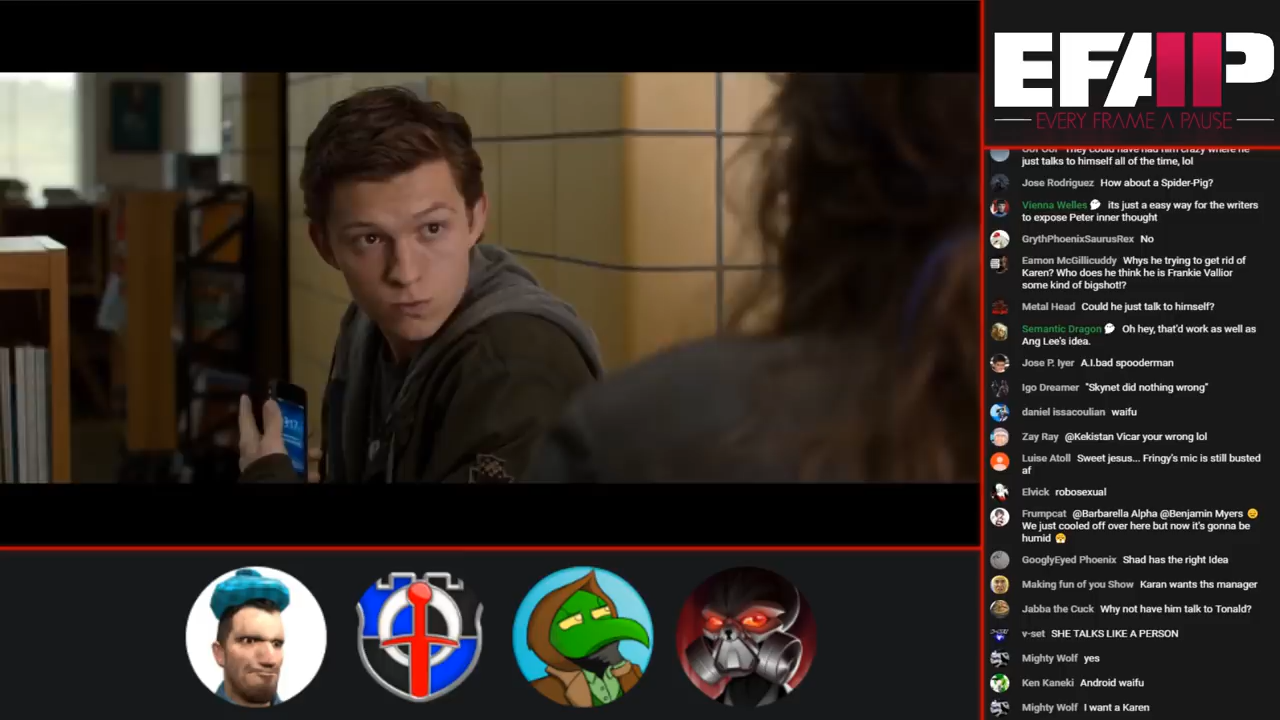 EFAP
EVERY FRAME A PAUSE
They could have had him crazy where he
just talks to himself all of the time, lol
Jose Rodriguez How about a Spider-Pig?
Vienna Welles its just a easy way for the writers
to expose Peter inner thought
GrythPhoenixSaurusRex No
Eamon McGillicuddy Whys he trying to get rid of
Karen? Who does he think he is Frankie Vallior
some kind of bigshot!?
Metal Head Could he just talk to himself?
Semantic Dragon Oh hey, that'd work as well as
Ang Lee's idea.
Jose P. Iyer A.I.bad spooderman
Igo Dreamer "Skynet did nothing wrong"
daniel issacoulian waifu
Zay Ray @Kekistan Vicar your wrong lol
Luise Atoll Sweet jesus... Fringy's mic is still busted
af
Elvick robosexual
Frumpcat @Barbarella Alpha @Benjamin Myers
We just cooled off over here but now it's gonna be
humid
GooglyEyed Phoenix Shad has the right Idea
Making fun of you Show Karan wants ths manager
Jabba the Cuck Why not have him talk to Tonald?
v-set SHE TALKS LIKE A PERSON
Mighty Wolf yes
Ken Kaneki Android waifu
Mighty Wolf I want a Karen